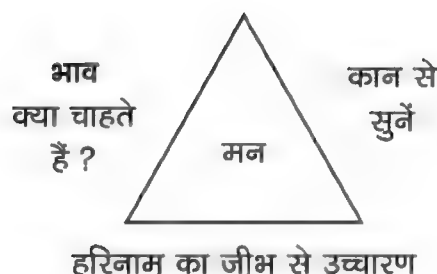 भाव
क्या चाहते
हैं ?
कान से
सुनें
मन
हरिनाम का जीभ से उच्चारण